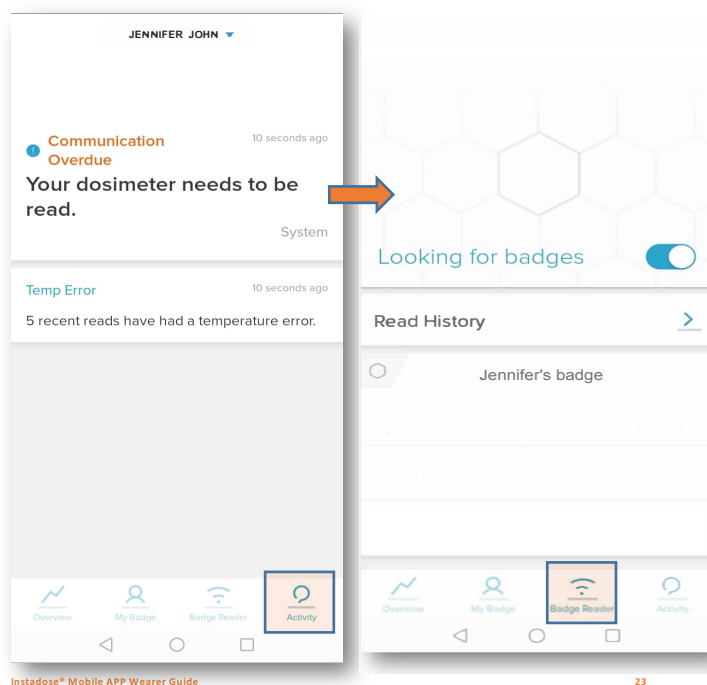 JENNIFER JOHN
Communication
Overdue
10 seconds ago
Your dosimeter needs to be
read.
System
Temp Error
10 seconds ago
5 recent reads have had a temperature error.
Overview
My Badge
Badge Reader
Activity
Looking for badges
Read History
Jennifer's badge
Overview
My Badge
Badge Reader
Activity
Instadose® Mobile APP Wearer Guide
23